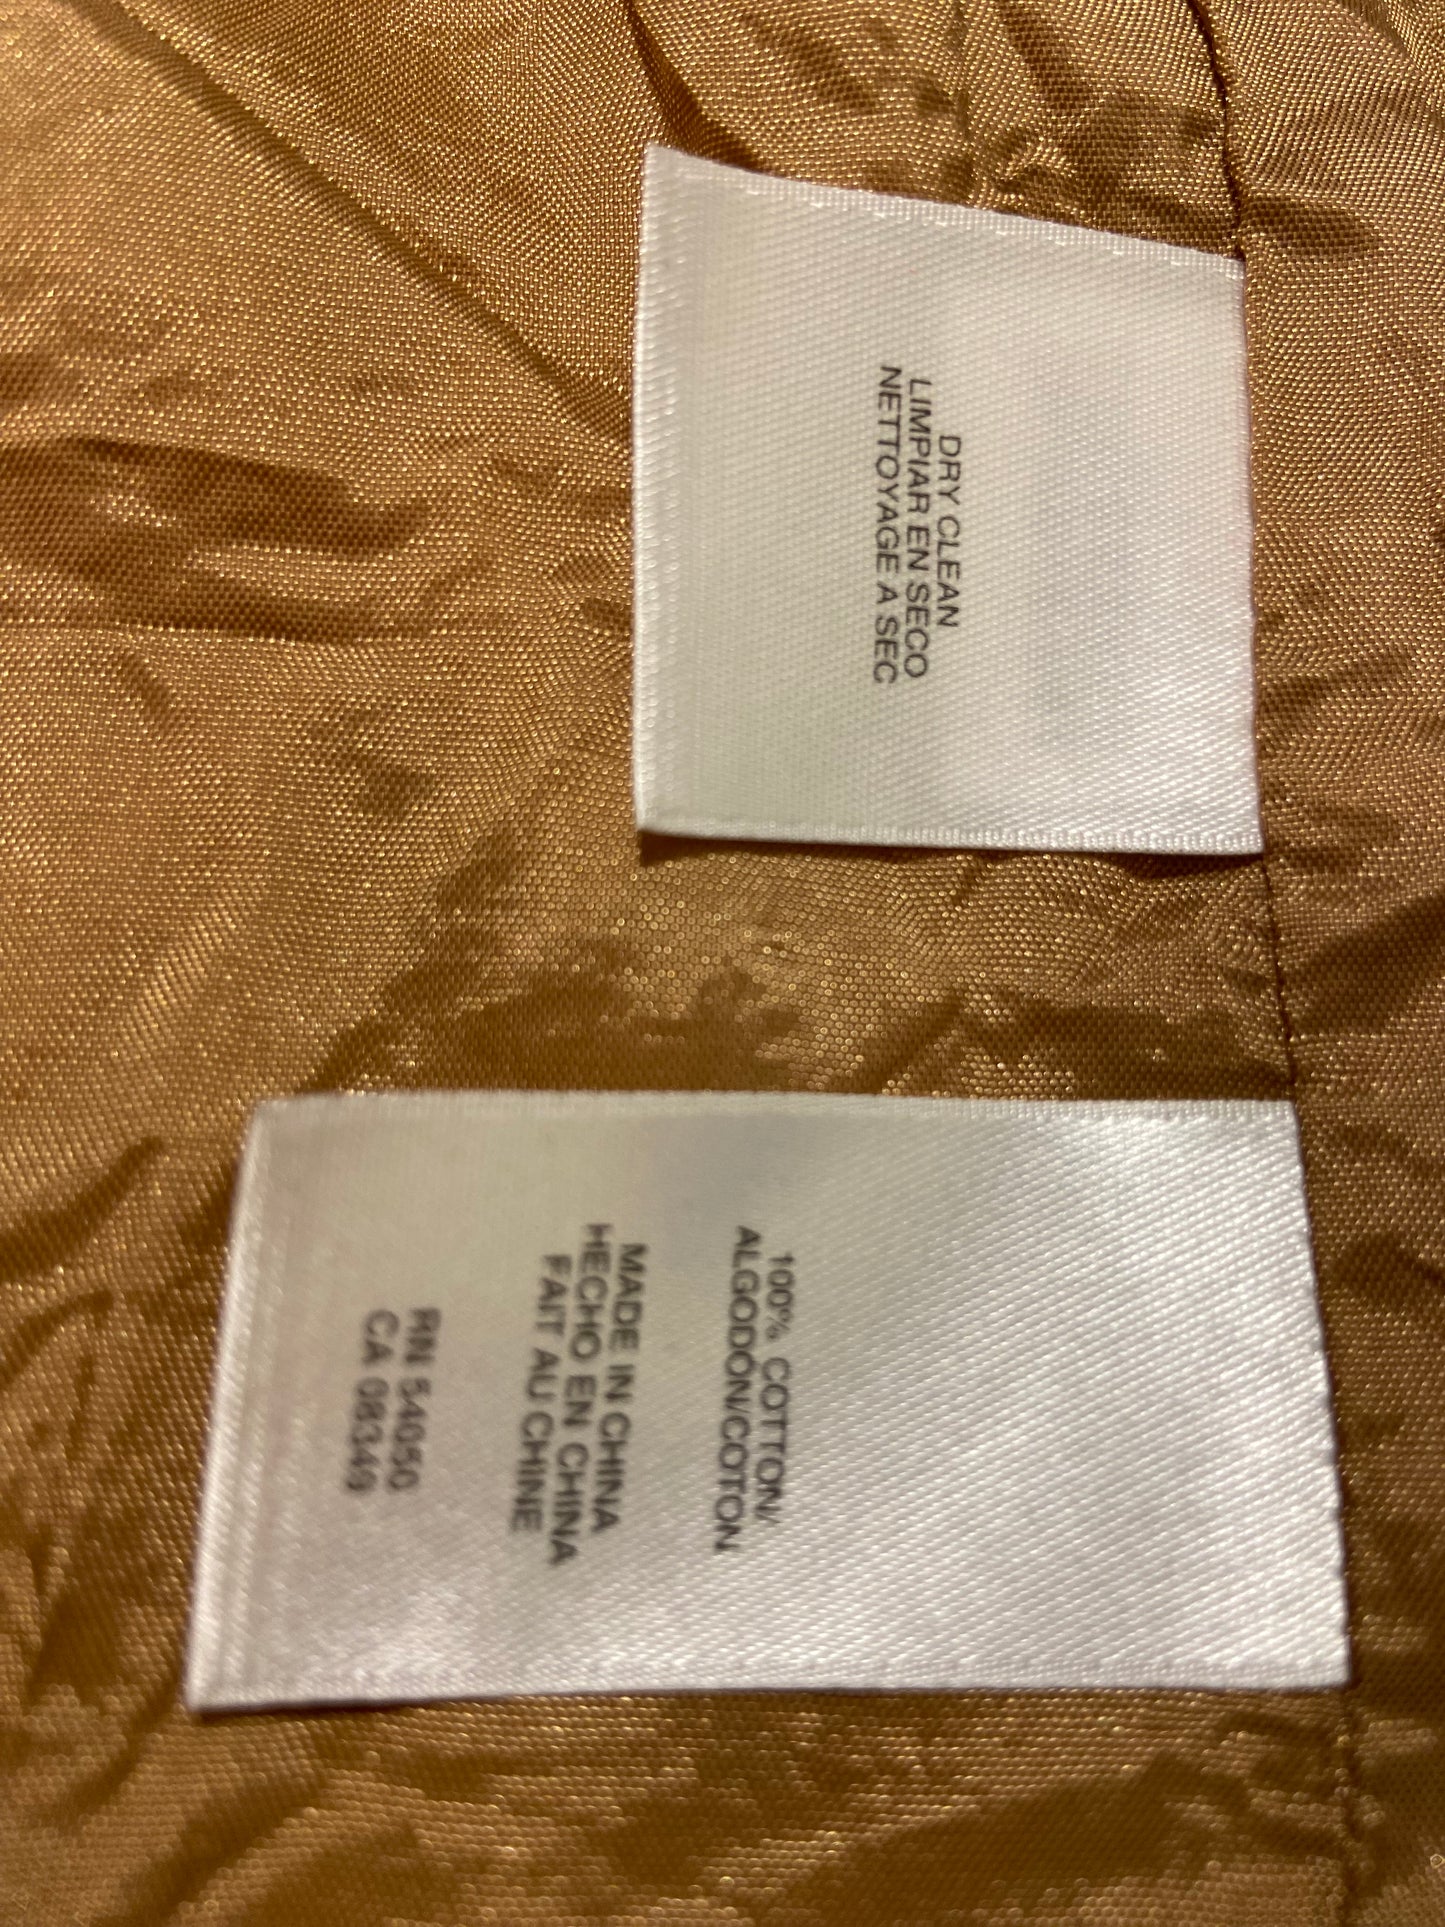 DRY CLEAN
LIMPIAR EN SECO
NETTOYAGE A SEC
100% COTTON/
ALGODÓN/COTON
MADE IN CHINA
HECHO EN CHINA
FAIT AU CHINE
RN 54050
CA 08349